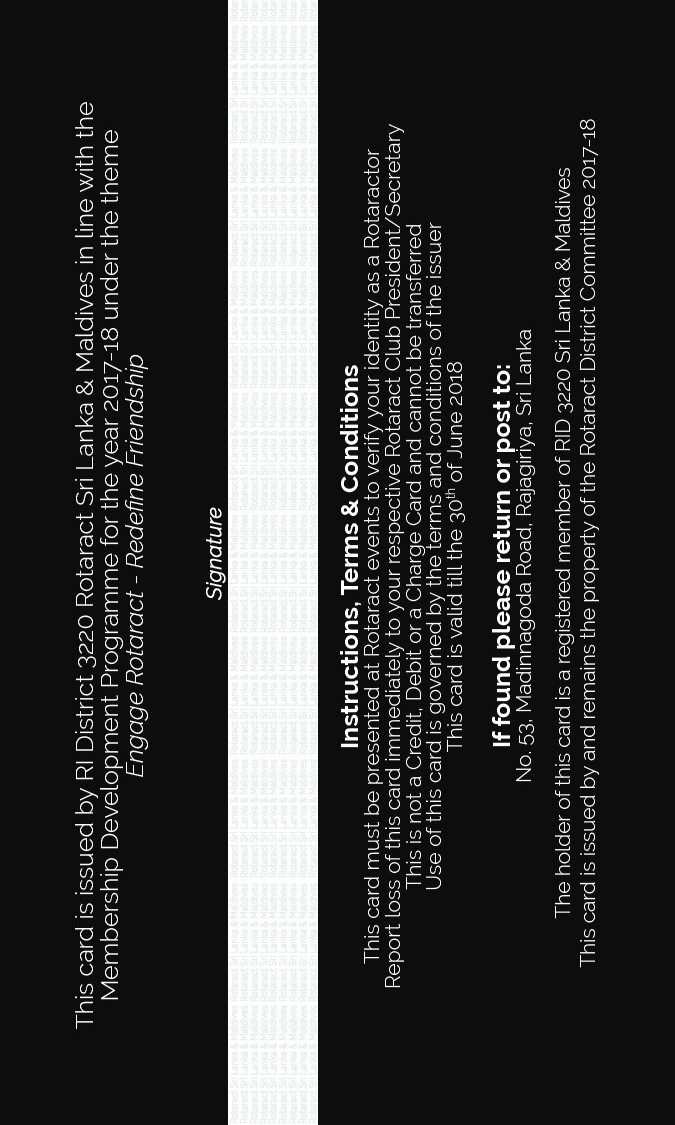 This card is issued by RI District 3220 Rotaract Sri Lanka & Maldives in line with the
Membership Development Programme for the year 2017-18 under the theme
Engage Rotaract - Redefine Friendship
Signature
Instructions, Terms & Conditions
This card must be presented at Rotaract events to verify your identity as a Rotaractor
Report loss of this card immediately to your respective Rotaract Club President/Secretary
This is not a Credit, Debit or a Charge Card and cannot be transferred
Use of this card is governed by the terms and conditions of the issuer
This card is valid till the 30th of June 2018
If found please return or post to:
No. 53, Madinnagoda Road, Rajagiriya, Sri Lanka
The holder of this card is a registered member of RID 3220 Sri Lanka & Maldives
This card is issued by and remains the property of the Rotaract District Committee 2017-18